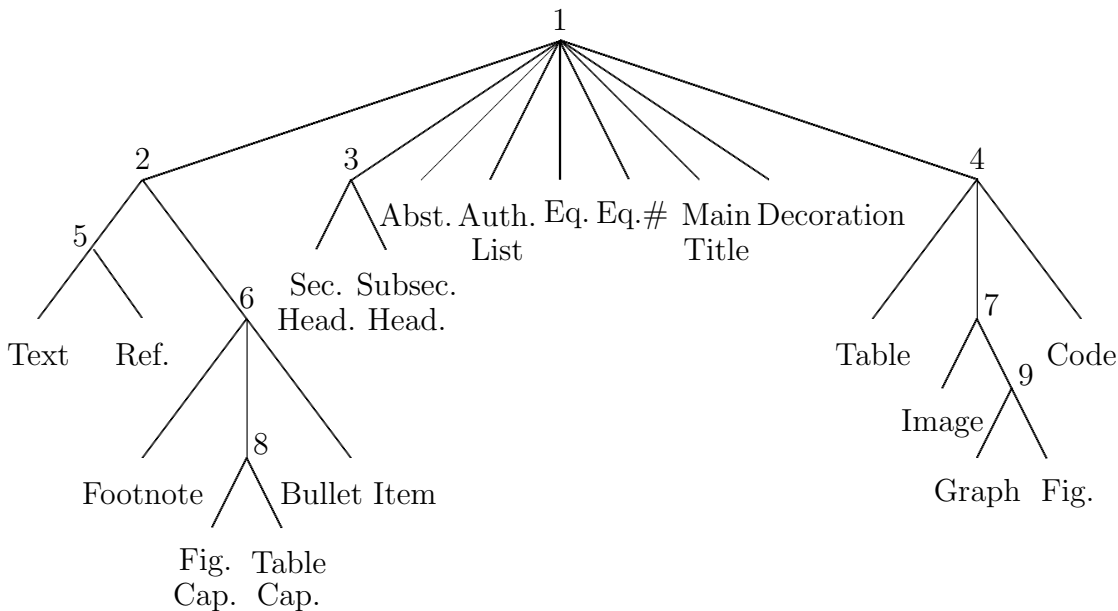 1
2
3
4
Abst.
Auth.
List
Eq.
Eq.#
Main
Title
Decoration
5
Sec.
Head.
Subsec.
Head.
6
7
Text
Ref.
Table
Code
9
Image
8
Footnote
Bullet Item
Graph
Fig.
Fig.
Cap.
Table
Cap.